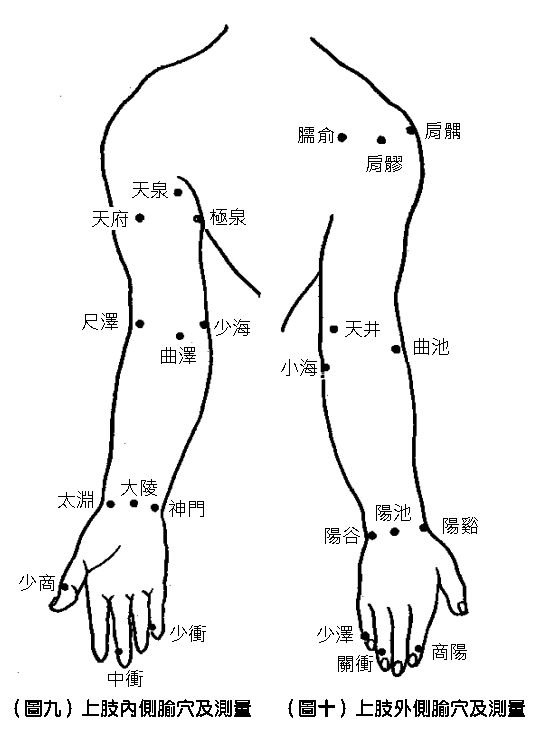 天泉
天府
極泉
尺澤
少海
曲澤
太淵
大陵
神門
少商
少衝
中衝
(圖九)上肢內側腧穴及測量
臑俞
肩髃
肩髎
天井
曲池
小海
陽池
陽谷
陽谿
少澤
關衝
商陽
(圖十)上肢外側腧穴及測量